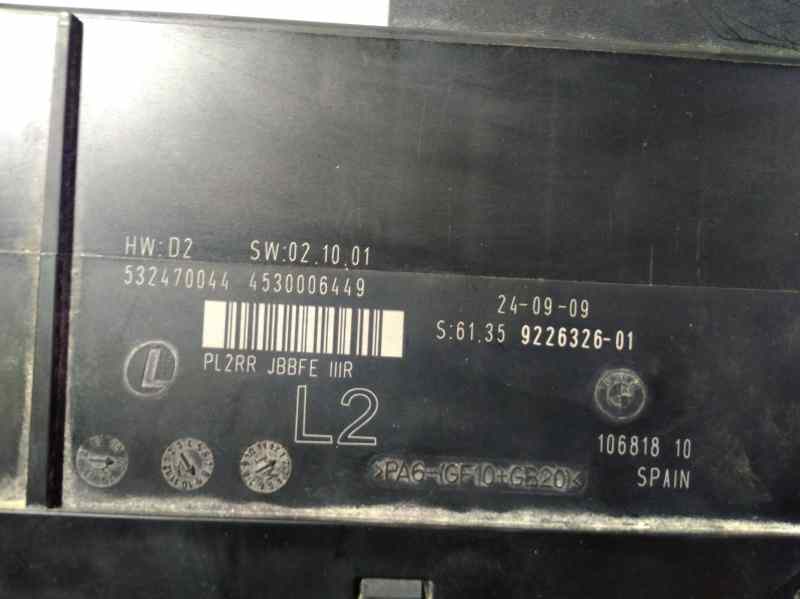 HW:D2 SW:02.10.01
532470044 4530006449
24-09-09
S:61.35 9226326-01
PL2RR JBBFE IIIR
L
L2
106818 10
>PA6-(GF10+GB20)<
SPAIN